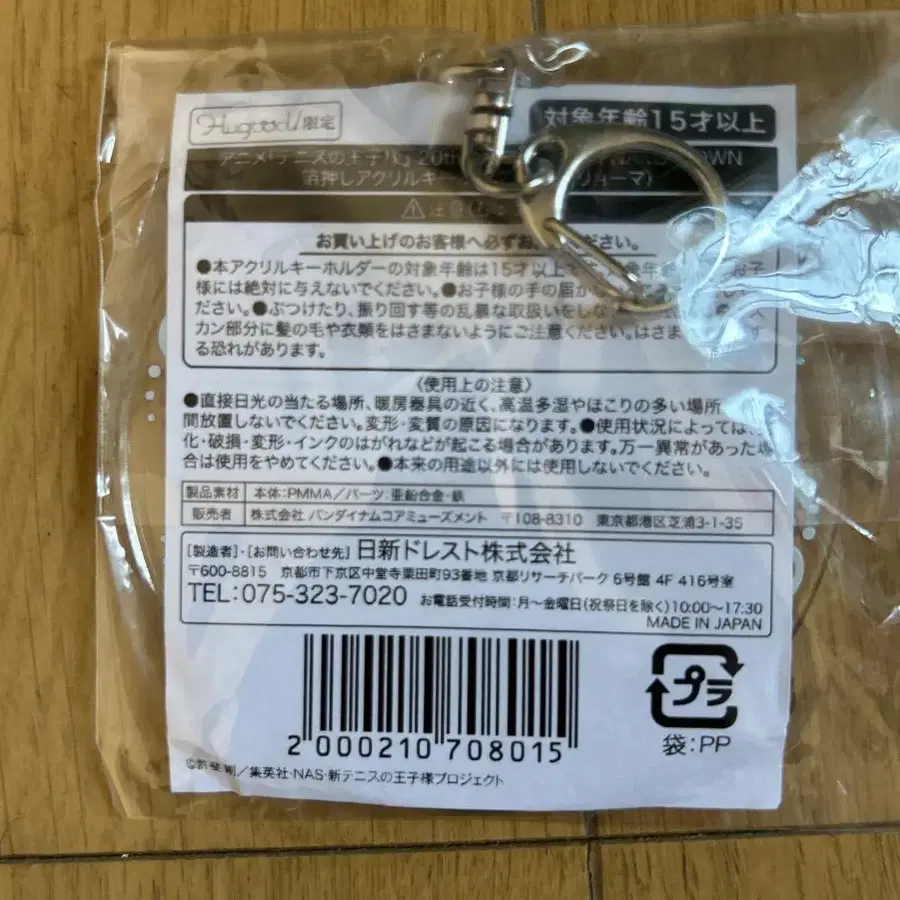 Hugood!限定
対象年齢15才以上
アニメ「テニスの王子 20th OWN
箔押しアクリルキー リョーマ）
お買い上げのお客様へ必ずお ください。
●本アクリルキーホルダーの対象年齢は15才以上で
様には絶対に与えないでください。●お子様の手の届か
ださい。●ぶつけたり、振り回す等の乱暴な取扱いをしな
カン部分に髪の毛や衣類をはさまないようにご注意ください。はさま
る恐れがあります。
〈使用上の注意〉
●直接日光の当たる場所、暖房器具の近く、高温多湿やほこりの多い場所
間放置しないでください。変形・変質の原因になります。●使用状況によっては、
化・破損・変形・インクのはがれなどが起こる場合があります。万一異常があった場
合は使用をやめてください。●本来の用途以外には使用しないでください。
製品素材 本体：PMMA／パーツ：亜鉛合金・鉄
販売者 株式会社 バンダイナムコアミューズメント 〒108-8310 東京都港区芝浦3-1-35
［製造者］・［お問い合わせ先］日新ドレスト株式会社
〒600-8815 京都市下京区中堂寺粟田町93番地 京都リサーチパーク 6号館 4F 416号室
TEL：075-323-7020 お電話受付時間：月〜金曜日（祝祭日を除く）10:00〜17:30
MADE IN JAPAN
プラ
袋：PP
2 000210 708015
©許斐剛／集英社・NAS・新テニスの王子様プロジェクト